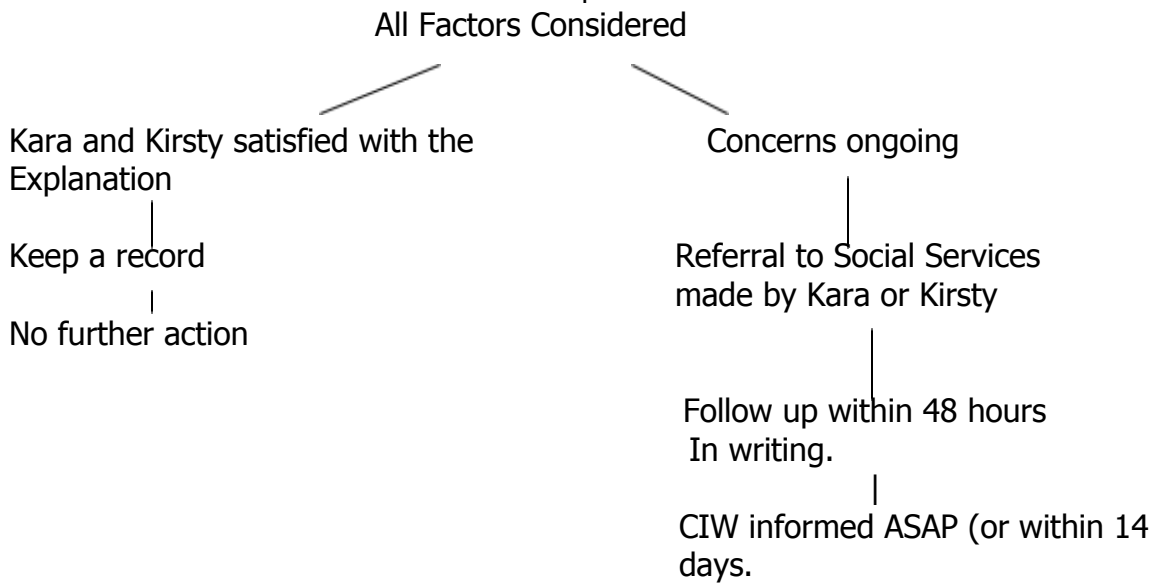 All Factors Considered
Kara and Kirsty satisfied with the
Explanation
Keep a record
No further action
Concerns ongoing
Referral to Social Services
made by Kara or Kirsty
Follow up within 48 hours
In writing.
CIW informed ASAP (or within 14
days.